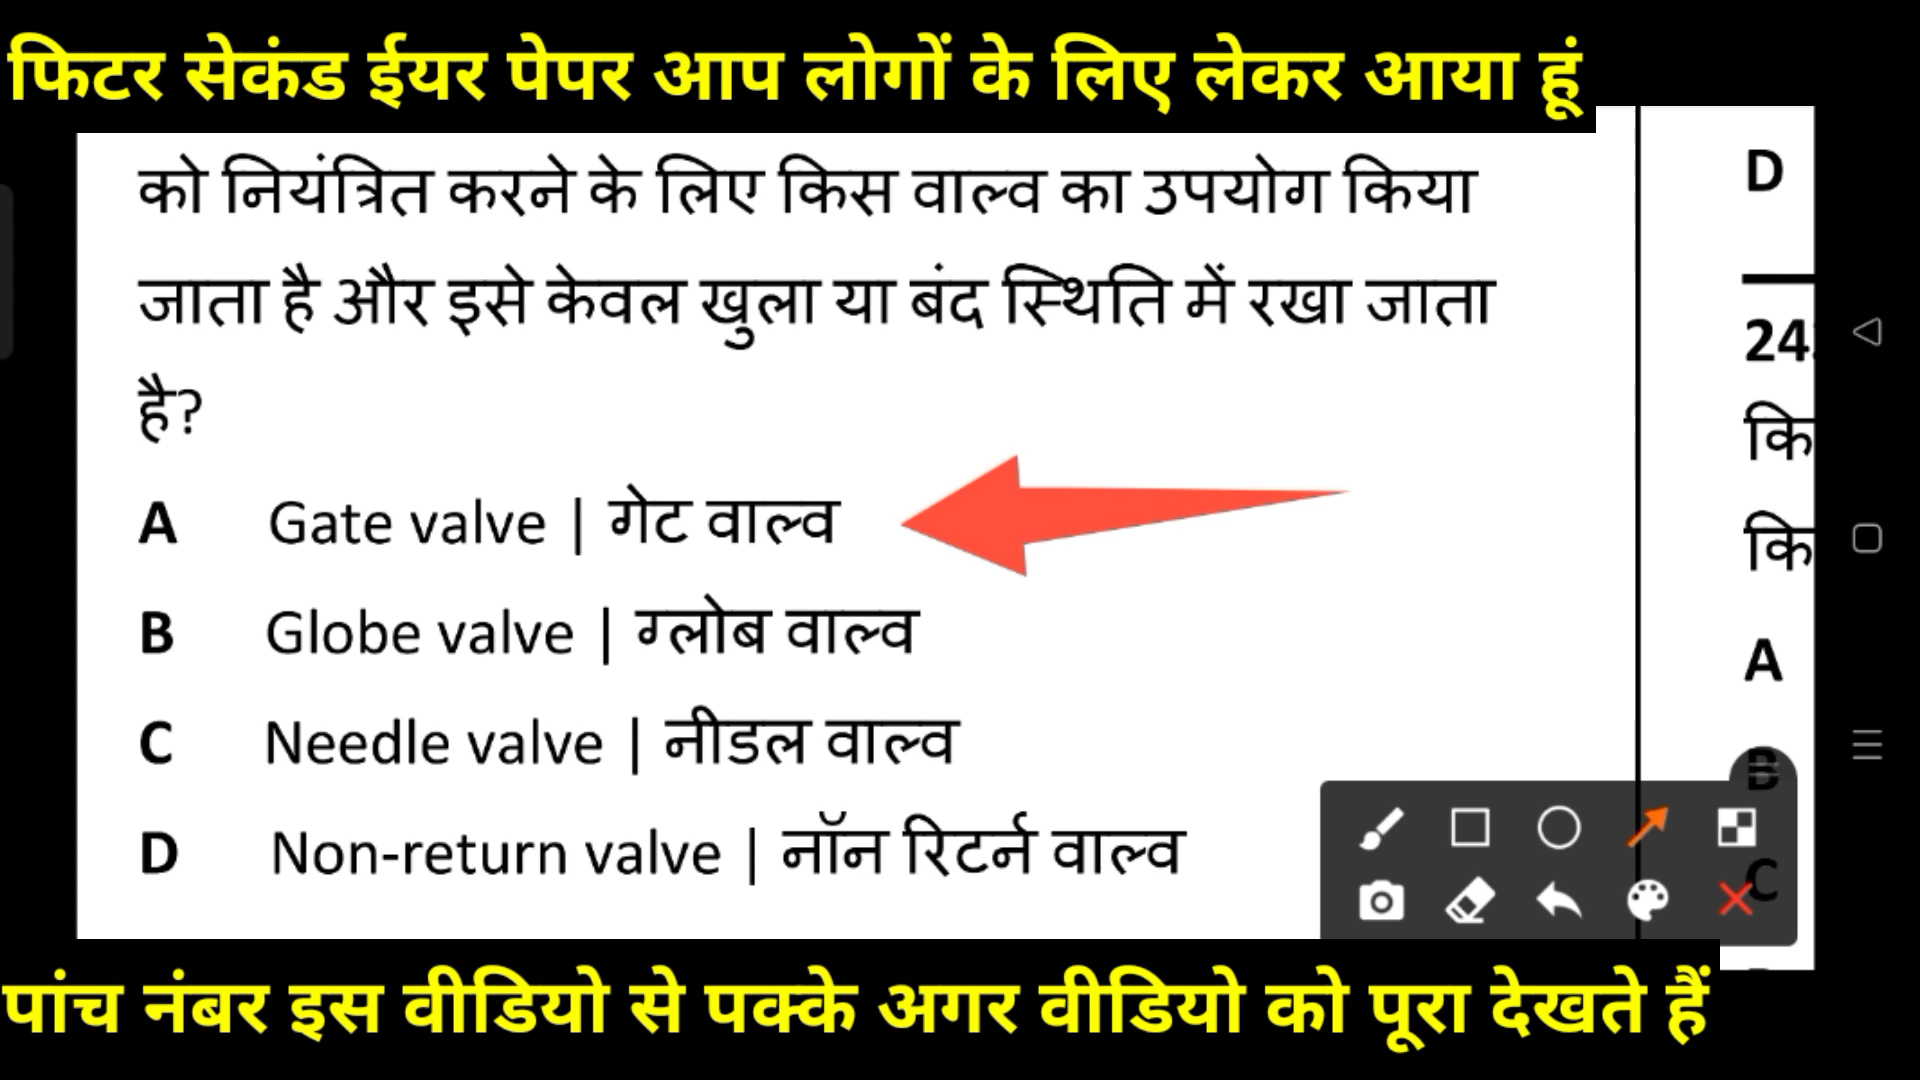 फिटर सेकंड ईयर पेपर आप लोगों के लिए लेकर आया हूं
को नियंत्रित करने के लिए किस वाल्व का उपयोग किया
जाता है और इसे केवल खुला या बंद स्थिति में रखा जाता
है?
A Gate valve | गेट वाल्व
B Globe valve | ग्लोब वाल्व
C Needle valve | नीडल वाल्व
D Non-return valve | नॉन रिटर्न वाल्व
D
24.
कि
कि
A
B
C
पांच नंबर इस वीडियो से पक्के अगर वीडियो को पूरा देखते हैं